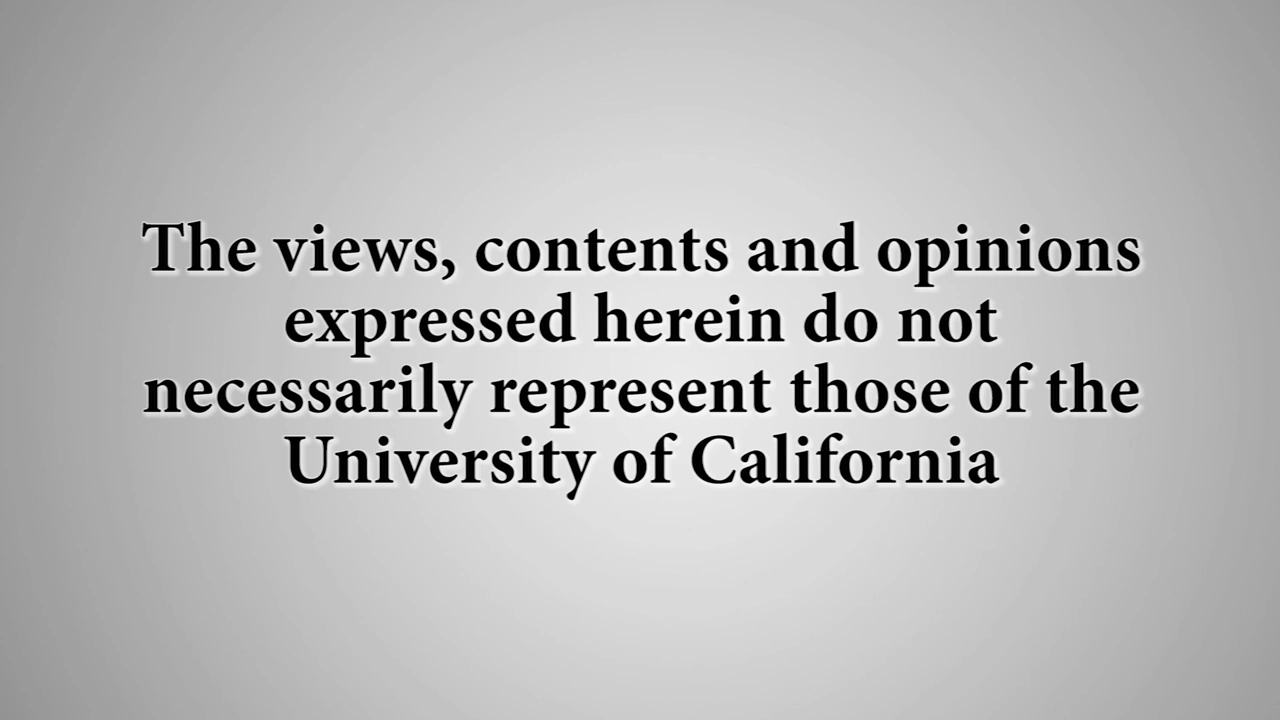 The views, contents and opinions
expressed herein do not
necessarily represent those of the
University of California